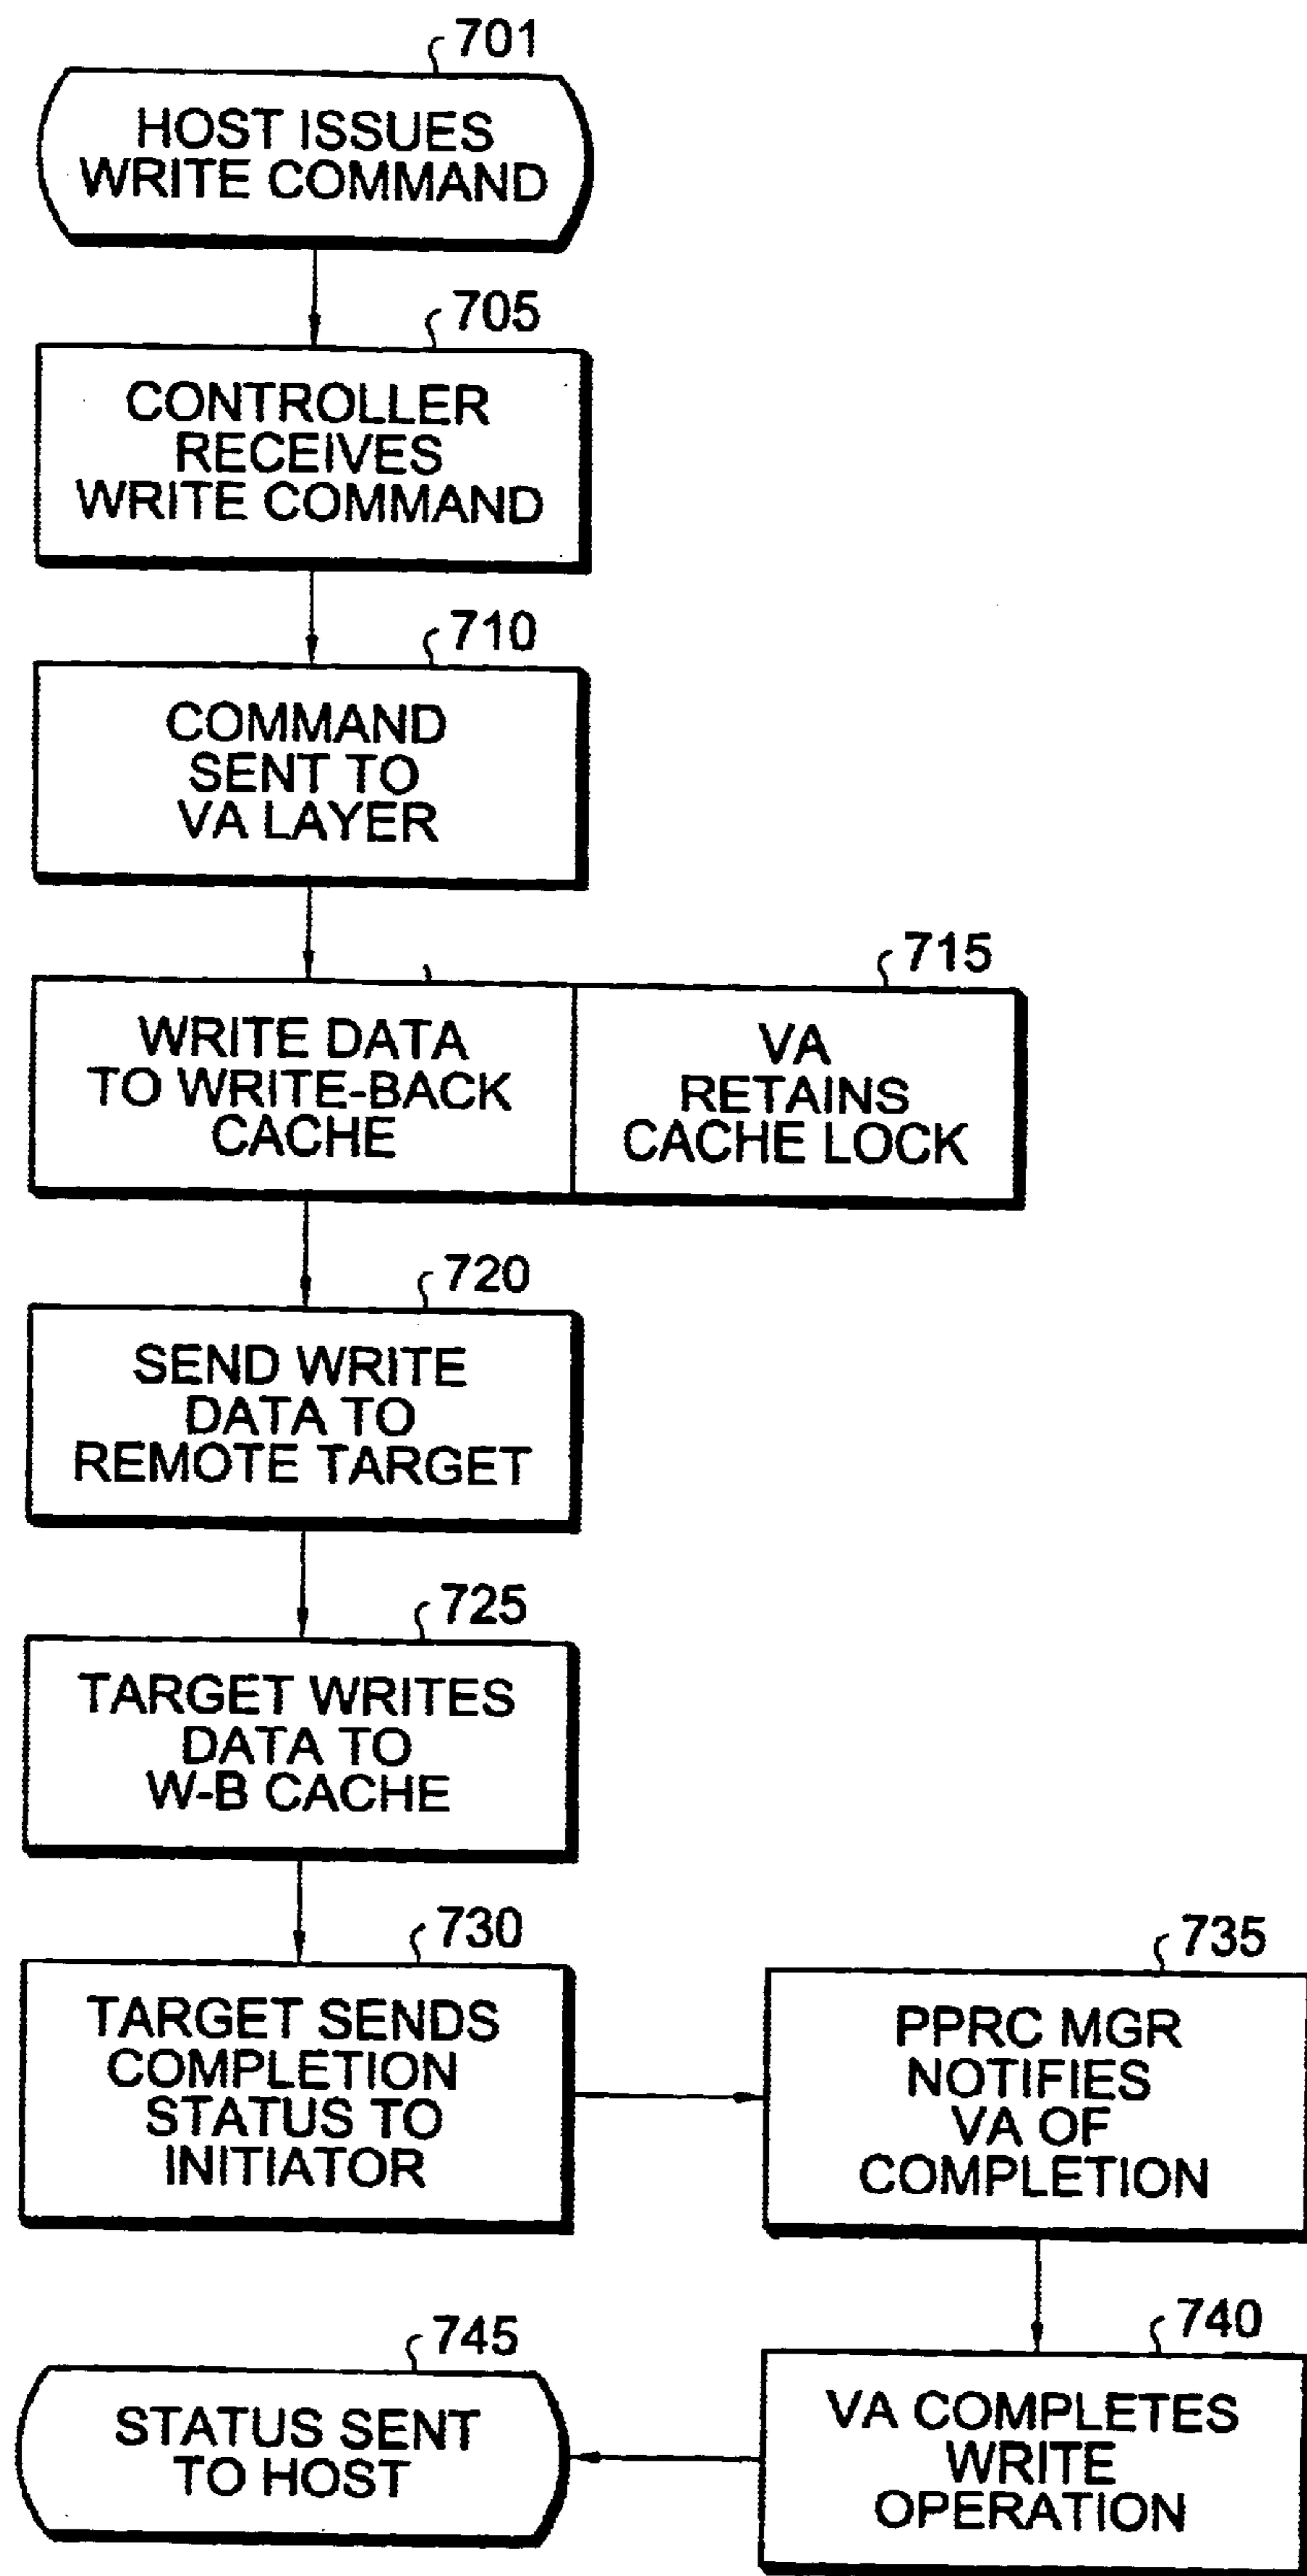 701
HOST ISSUES
WRITE COMMAND
705
CONTROLLER
RECEIVES
WRITE COMMAND
710
COMMAND
SENT TO
VA LAYER
715
WRITE DATA
TO WRITE-BACK
CACHE
VA
RETAINS
CACHE LOCK
720
SEND WRITE
DATA TO
REMOTE TARGET
725
TARGET WRITES
DATA TO
W-B CACHE
730
TARGET SENDS
COMPLETION
STATUS TO
INITIATOR
735
PPRC MGR
NOTIFIES
VA OF
COMPLETION
740
VA COMPLETES
WRITE
OPERATION
745
STATUS SENT
TO HOST